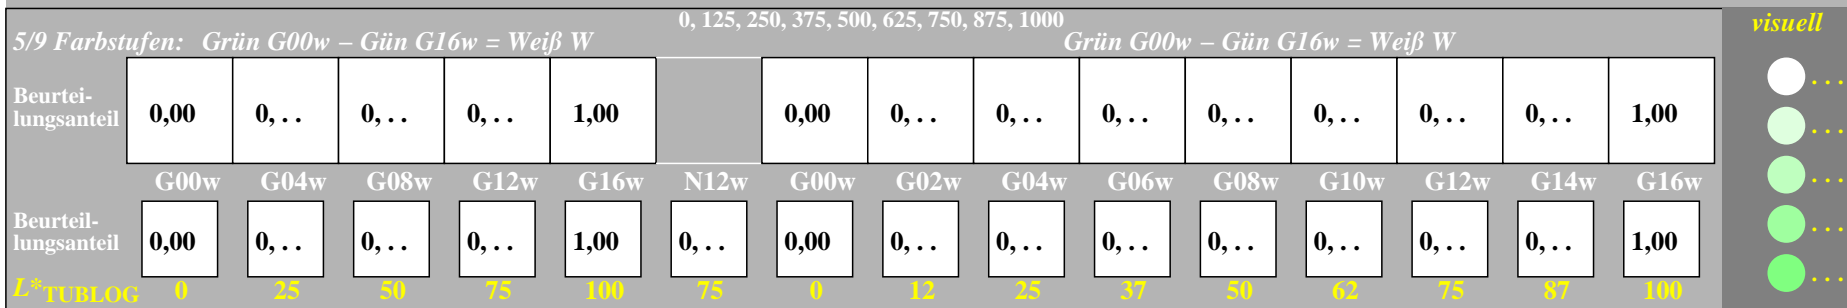 0, 125, 250, 375, 500, 625, 750, 875, 1000
5/9 Farbstufen: Grün G00w – Gün G16w = Weiß W Grün G00w – Gün G16w = Weiß W
visuell
Beurtei-
lungsanteil
0,00 0, . . 0, . . 0, . . 1,00 0,00 0, . . 0, . . 0, . . 0, . . 0, . . 0, . . 0, . . 1,00
G00w G04w G08w G12w G16w N12w G00w G02w G04w G06w G08w G10w G12w G14w G16w
Beurteil-
lungsanteil
0,00 0, . . 0, . . 0, . . 1,00 0, . . 0,00 0, . . 0, . . 0, . . 0, . . 0, . . 0, . . 0, . . 1,00
L*TUBLOG 0 25 50 75 100 75 0 12 25 37 50 62 75 87 100
. . .
. . .
. . .
. . .
. . .